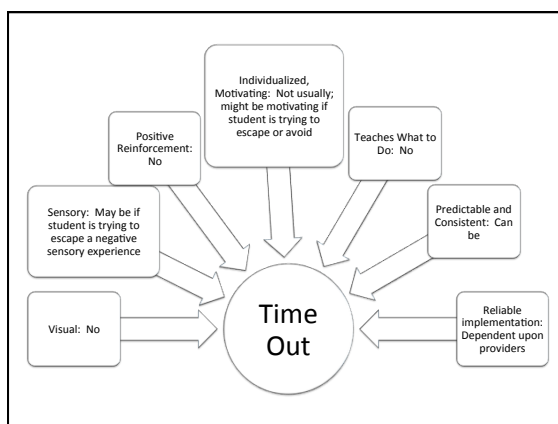 Individualized,
Motivating: Not usually;
might be motivating if
student is trying to
escape or avoid
Positive
Reinforcement:
No
Teaches What to
Do: No
Sensory: May be if
student is trying to
escape a negative
sensory experience
Predictable and
Consistent: Can
be
Visual: No
Time
Out
Reliable
implementation:
Dependent upon
providers